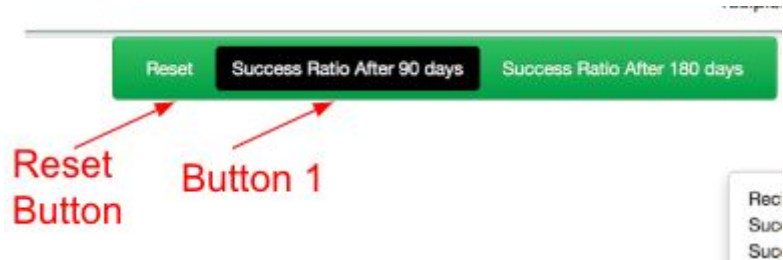 Reset Success Ratio After 90 days Success Ratio After 180 days
Reset
Button
Button 1